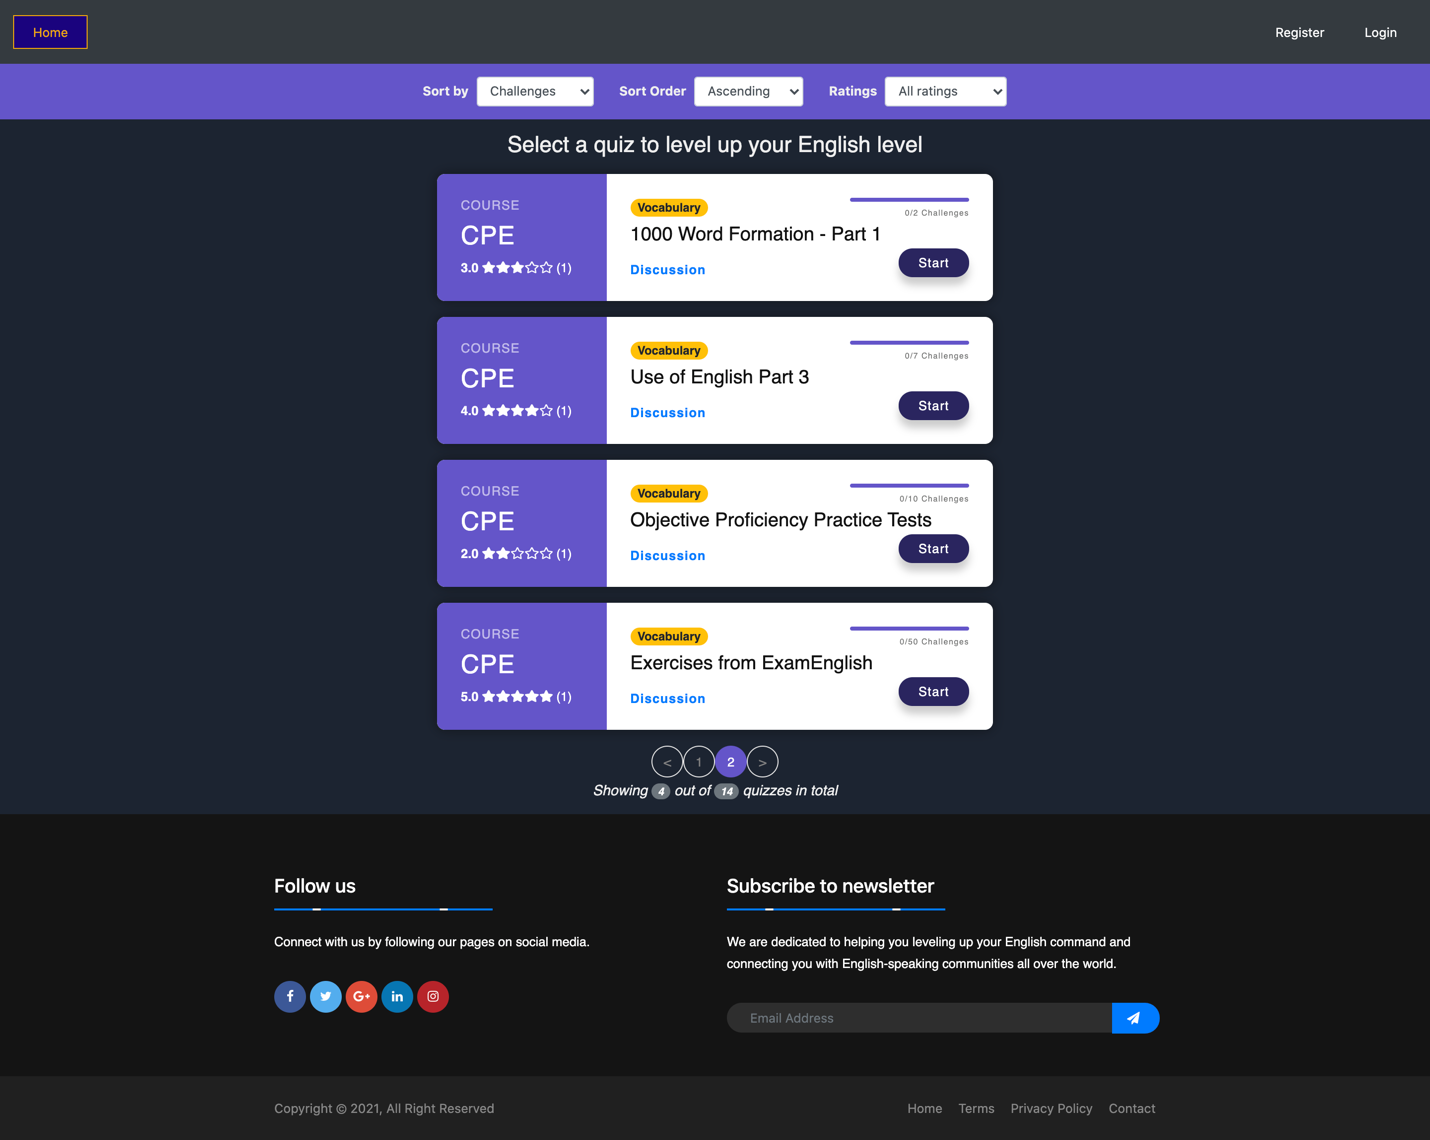 Home
Register
Login
Sort by
Challenges
Sort Order
Ascending
Ratings
All ratings
Select a quiz to level up your English level
COURSE
CPE
3.0 (1)
Vocabulary
0/2 Challenges
1000 Word Formation - Part 1
Discussion
Start
COURSE
CPE
4.0 (1)
Vocabulary
0/7 Challenges
Use of English Part 3
Discussion
Start
COURSE
CPE
2.0 (1)
Vocabulary
0/10 Challenges
Objective Proficiency Practice Tests
Discussion
Start
COURSE
CPE
5.0 (1)
Vocabulary
0/50 Challenges
Exercises from ExamEnglish
Discussion
Start
< 1 2 >
Showing 4 out of 14 quizzes in total
Follow us
Connect with us by following our pages on social media.
Subscribe to newsletter
We are dedicated to helping you leveling up your English command and
connecting you with English-speaking communities all over the world.
Email Address
Copyright © 2021, All Right Reserved
Home
Terms
Privacy Policy
Contact